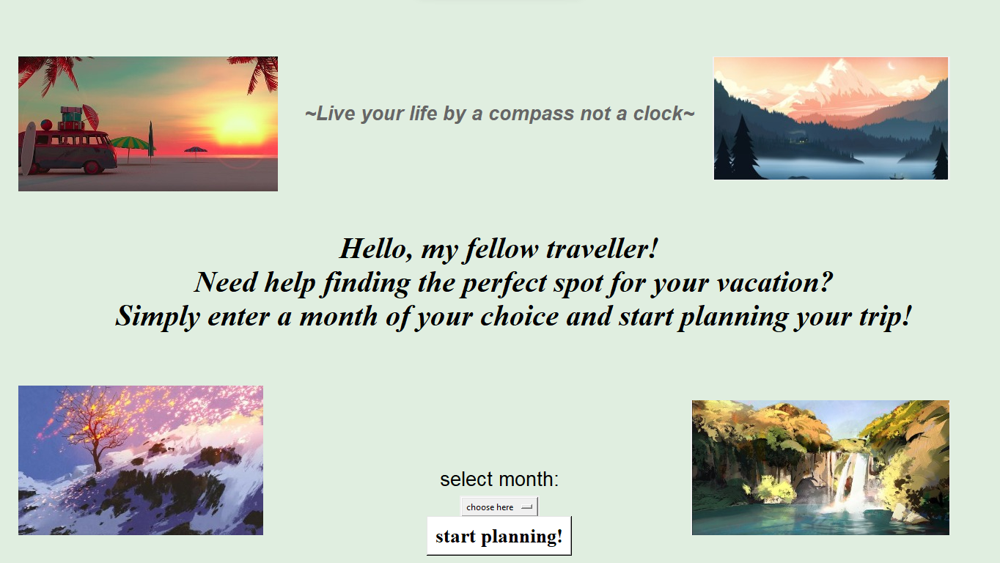 ~Live your life by a compass not a clock~
Hello, my fellow traveller!
Need help finding the perfect spot for your vacation?
Simply enter a month of your choice and start planning your trip!
select month:
choose here
start planning!